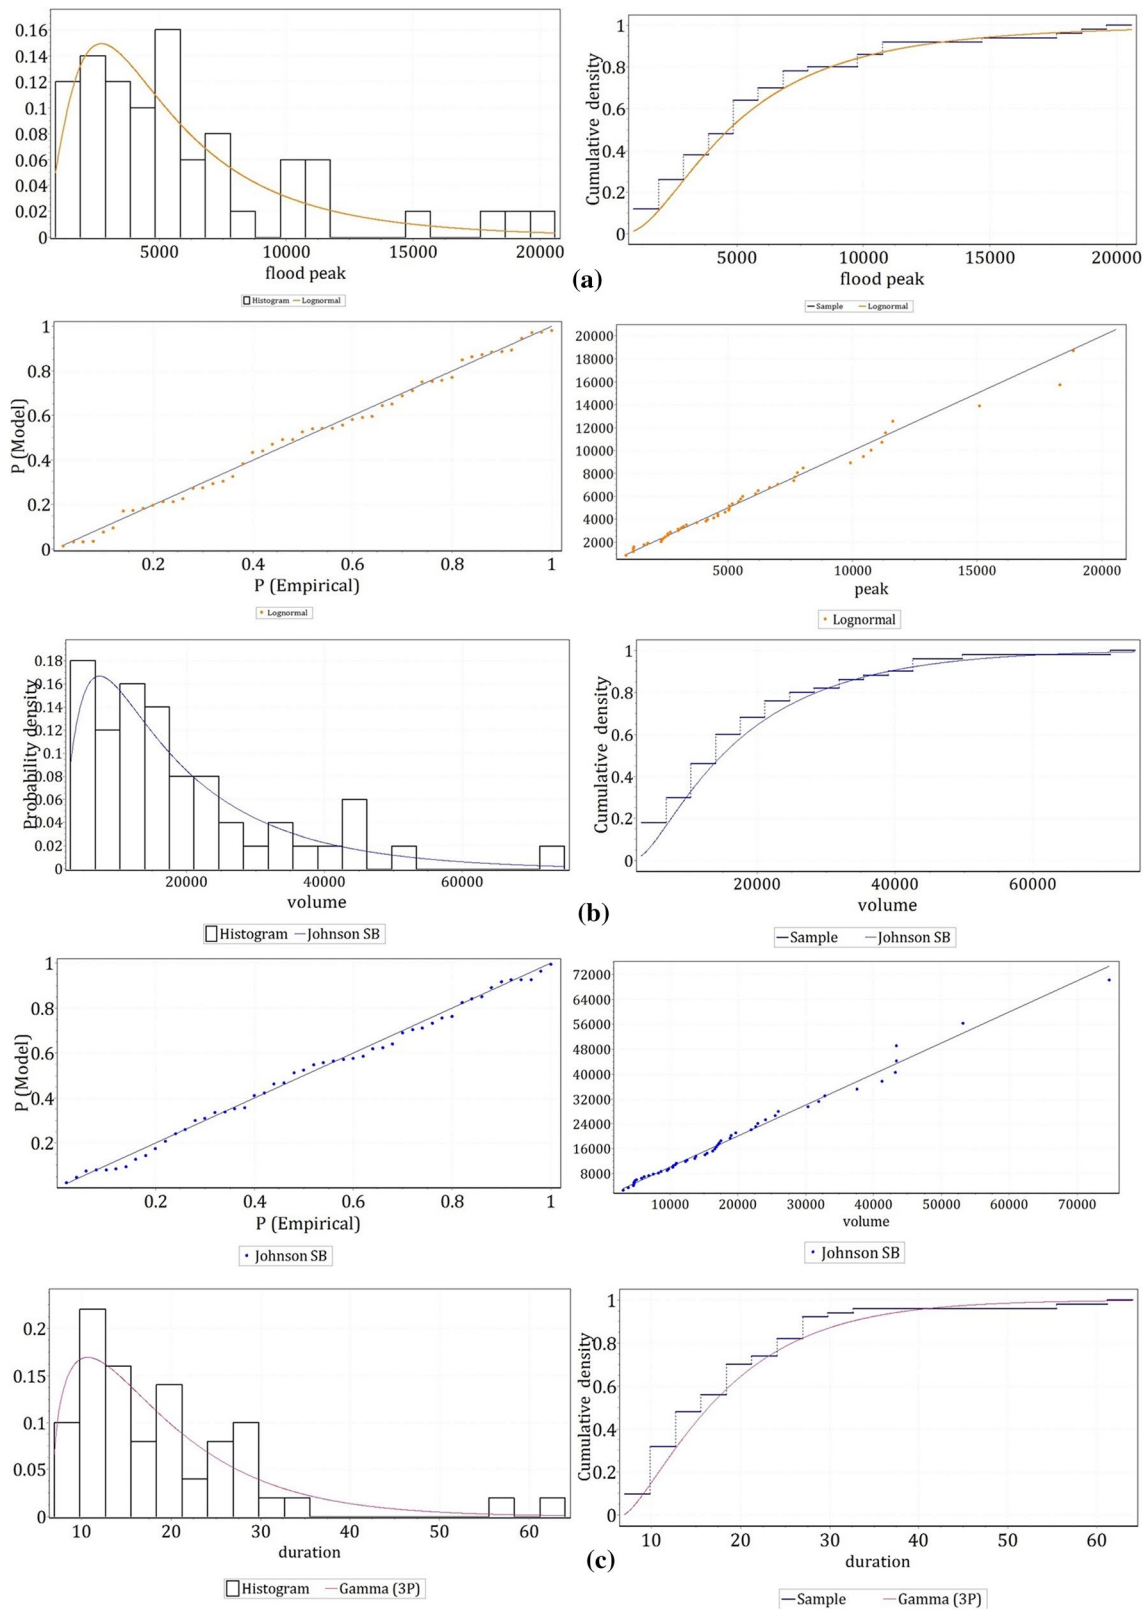 0.16
0.14
0.12
0.1
0.08
0.06
0.04
0.02
0
5000 10000 15000 20000
flood peak
Histogram Lognormal
Cumulative density
1
0.8
0.6
0.4
0.2
0
5000 10000 15000 20000
flood peak
Sample Lognormal
(a)
P (Model)
1
0.8
0.6
0.4
0.2
0
0.2 0.4 0.6 0.8 1
P (Empirical)
Lognormal
20000
18000
16000
14000
12000
10000
8000
6000
4000
2000
5000 10000 15000 20000
peak
Lognormal
Probability density
0.18
0.16
0.14
0.12
0.1
0.08
0.06
0.04
0.02
0
20000 40000 60000
volume
Histogram Johnson SB
Cumulative density
1
0.8
0.6
0.4
0.2
0
20000 40000 60000
volume
Sample Johnson SB
(b)
P (Model)
1
0.8
0.6
0.4
0.2
0.2 0.4 0.6 0.8 1
P (Empirical)
Johnson SB
72000
64000
56000
48000
40000
32000
24000
16000
8000
10000 20000 30000 40000 50000 60000 70000
volume
Johnson SB
0.2
0.15
0.1
0.05
0
10 20 30 40 50 60
duration
Histogram Gamma (3P)
Cumulative density
1
0.8
0.6
0.4
0.2
0
10 20 30 40 50 60
duration
Sample Gamma (3P)
(c)